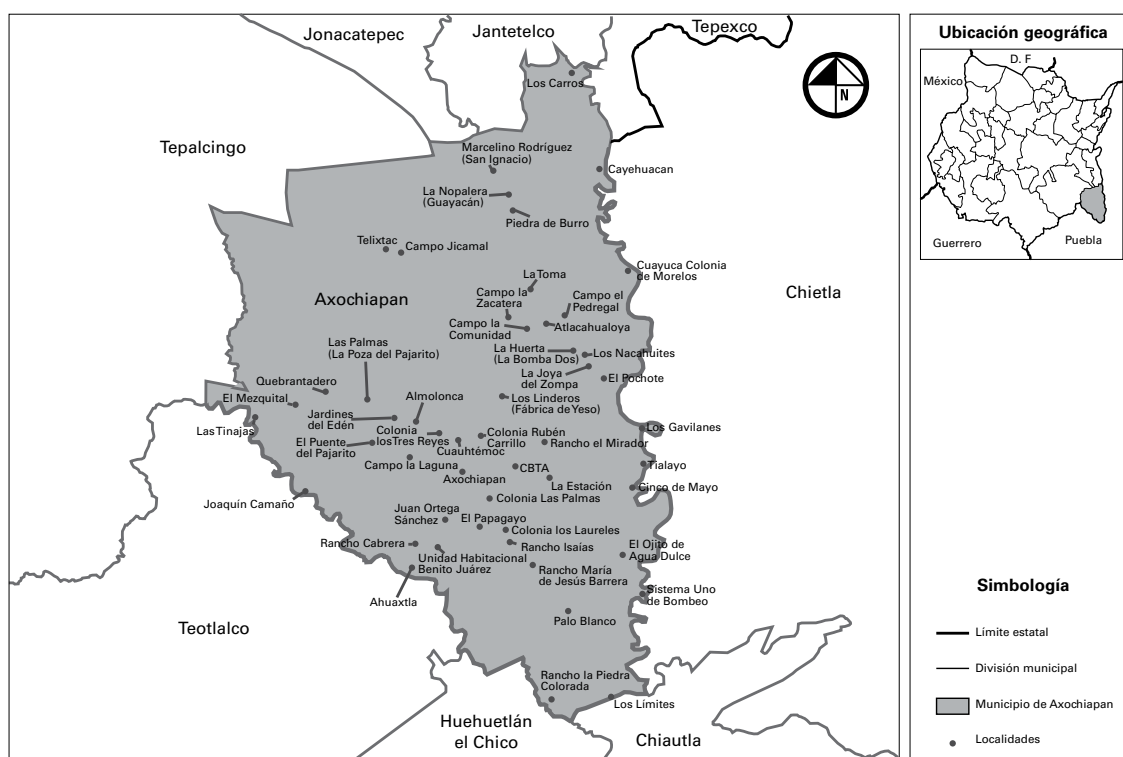 Jonacatepec
Jantetelco
Tepexco
Los Carros
N
Tepalcingo
Marcelino Rodríguez
(San Ignacio)
Cayehuacan
La Nopalera
(Guayacán)
Piedra de Burro
Telixtac
Campo Jicamal
Cuayuca Colonia
de Morelos
La Toma
Axochiapan
Campo la
Zacatera
Campo el
Pedregal
Chietla
Campo la
Comunidad
Atlacahualoya
Las Palmas
(La Poza del Pajarito)
La Huerta
(La Bomba Dos)
Los Nacahuites
La Joya
del Zompa
El Pochote
Quebrantadero
El Mezquital
Almolonca
Los Linderos
(Fábrica de Yeso)
Jardines
del Edén
Las Tinajas
Colonia
los Tres Reyes
Colonia Rubén
Carrillo
Los Gavilanes
El Puente
del Pajarito
Cuauhtémoc
Rancho el Mirador
Campo la Laguna
CBTA
Tlalayo
Axochiapan
La Estación
Cinco de Mayo
Joaquín Camaño
Colonia Las Palmas
Juan Ortega
Sánchez
El Papagayo
Colonia los Laureles
Rancho Cabrera
Rancho Isaías
El Ojito de
Agua Dulce
Unidad Habitacional
Benito Juárez
Rancho María
de Jesús Barrera
Ahuaxtla
Sistema Uno
de Bombeo
Palo Blanco
Teotlalco
Rancho la Piedra
Colorada
Los Límites
Huehuetlán
el Chico
Chiautla
Ubicación geográfica
D. F
México
Guerrero
Puebla
Simbología
Límite estatal
División municipal
Municipio de Axochiapan
Localidades